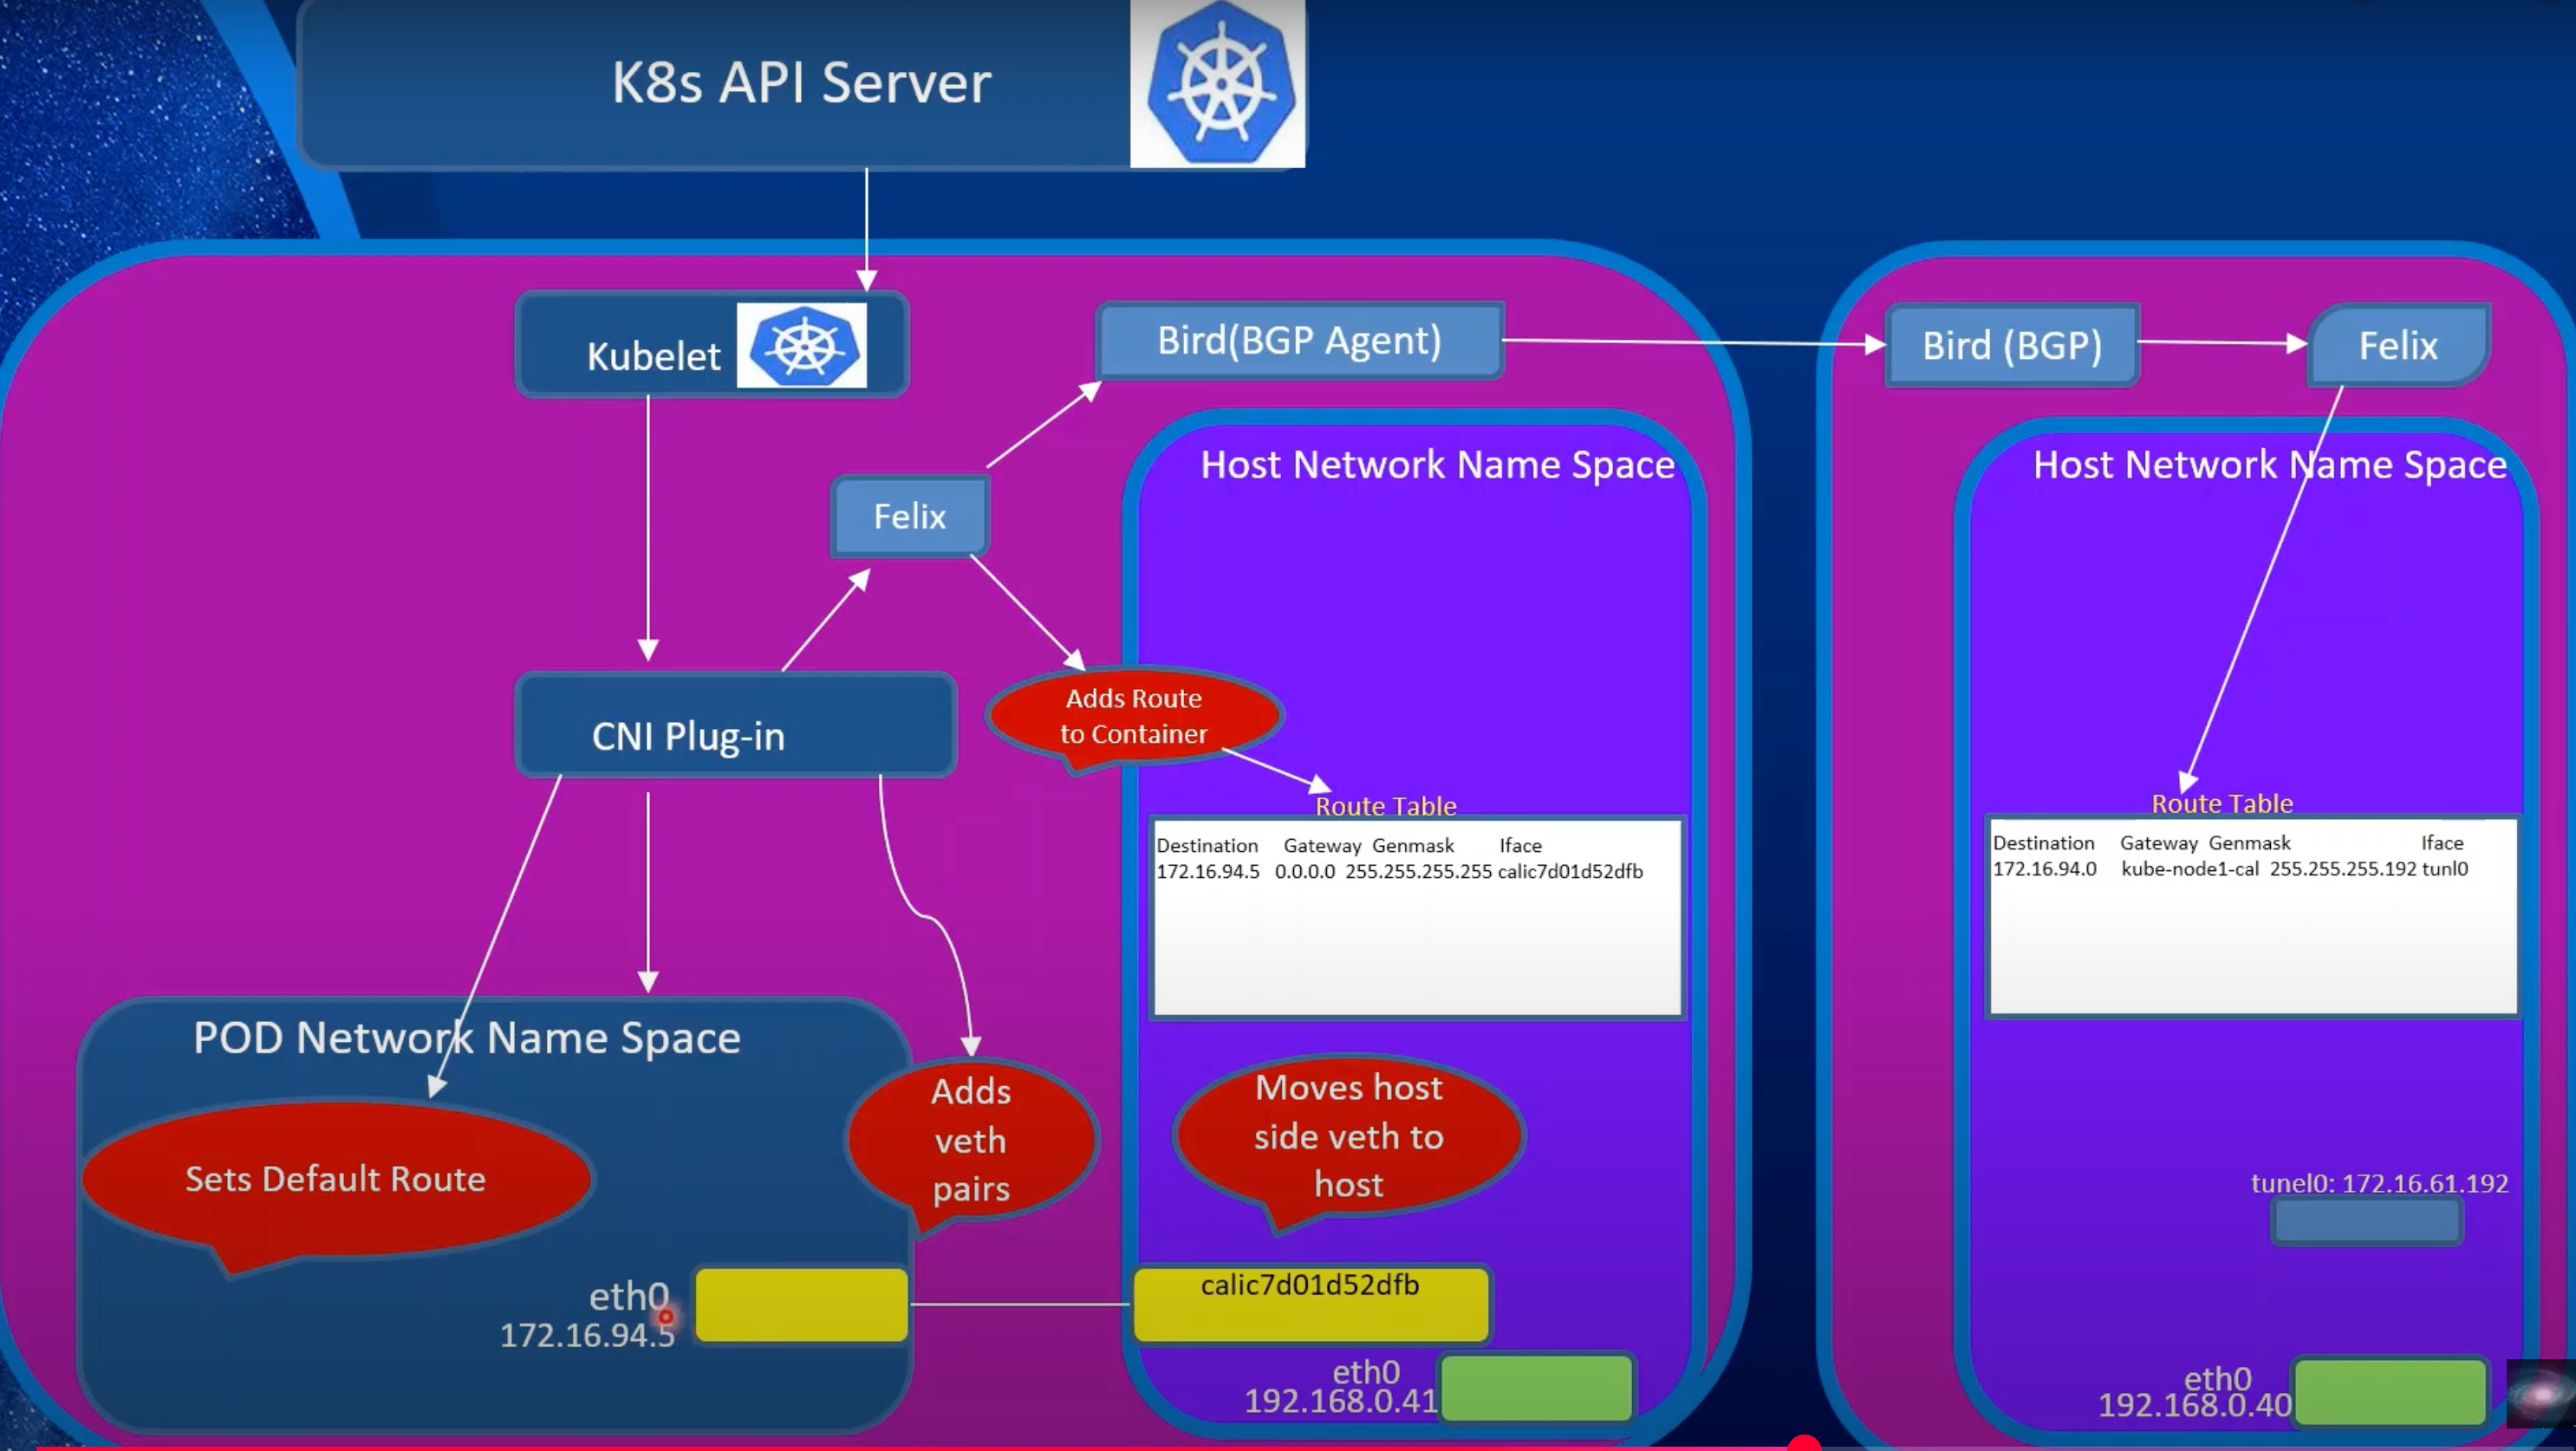 K8s API Server
Kubelet
Bird(BGP Agent)
Bird (BGP)
Felix
Felix
Host Network Name Space
Host Network Name Space
CNI Plug-in
Adds Route
to Container
Route Table
Destination Gateway Genmask Iface
172.16.94.5 0.0.0.0 255.255.255.255 calic7d01d52dfb
Route Table
Destination Gateway Genmask Iface
172.16.94.0 kube-node1-cal 255.255.255.192 tunl0
POD Network Name Space
Sets Default Route
Adds
veth
pairs
Moves host
side veth to
host
tunel0: 172.16.61.192
eth0
172.16.94.5
calic7d01d52dfb
eth0
192.168.0.41
eth0
192.168.0.40